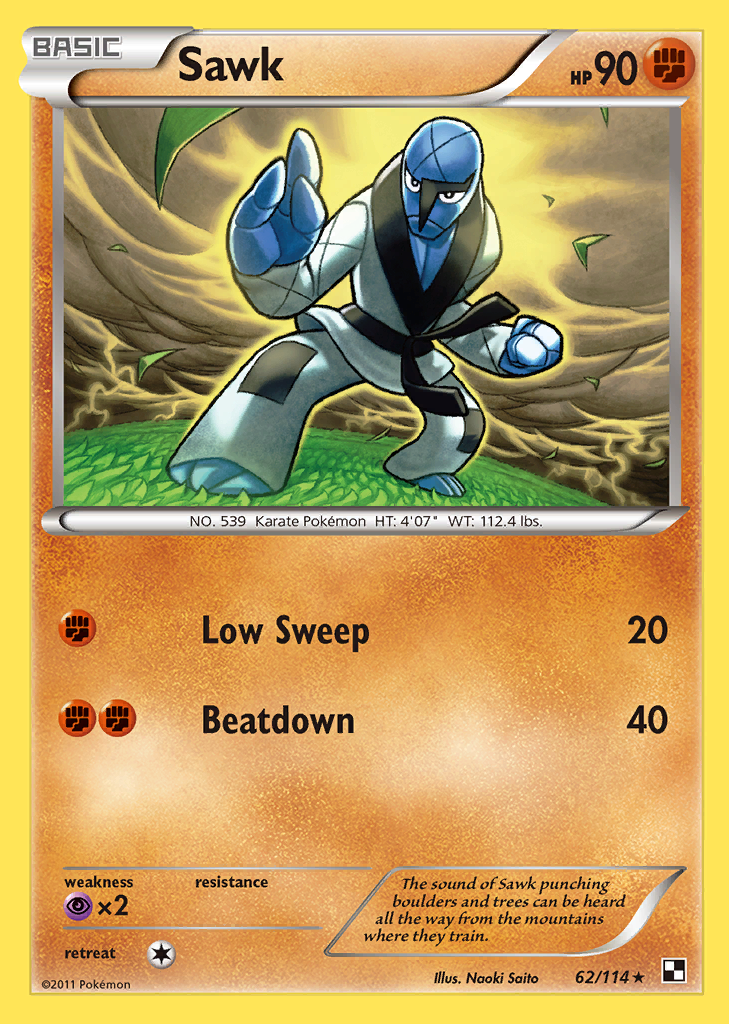 BASIC
Sawk
HP 90
NO. 539 Karate Pokémon HT: 4'07" WT: 112.4 lbs.
Low Sweep 20
Beatdown 40
weakness resistance
×2
retreat
The sound of Sawk punching
boulders and trees can be heard
all the way from the mountains
where they train.
©2011 Pokémon Illus. Naoki Saito 62/114 ★